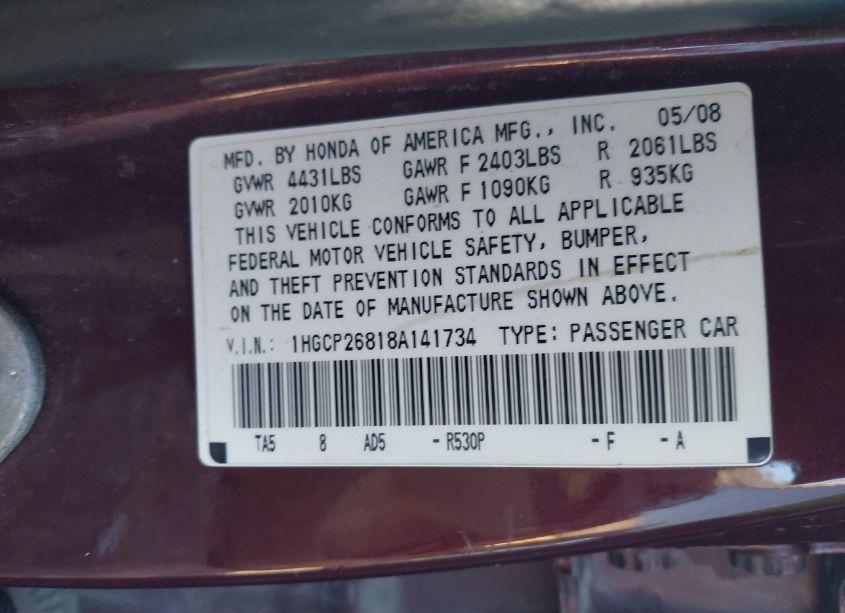 MFD. BY HONDA OF AMERICA MFG., INC. 05/08
GVWR 4431LBS GAWR F 2403LBS R 2061LBS
GVWR 2010KG GAWR F 1090KG R 935KG
THIS VEHICLE CONFORMS TO ALL APPLICABLE
FEDERAL MOTOR VEHICLE SAFETY, BUMPER,
AND THEFT PREVENTION STANDARDS IN EFFECT
ON THE DATE OF MANUFACTURE SHOWN ABOVE.
V.I.N.: 1HGCP26818A141734 TYPE: PASSENGER CAR
TA5 8 AD5 - R530P - F - A